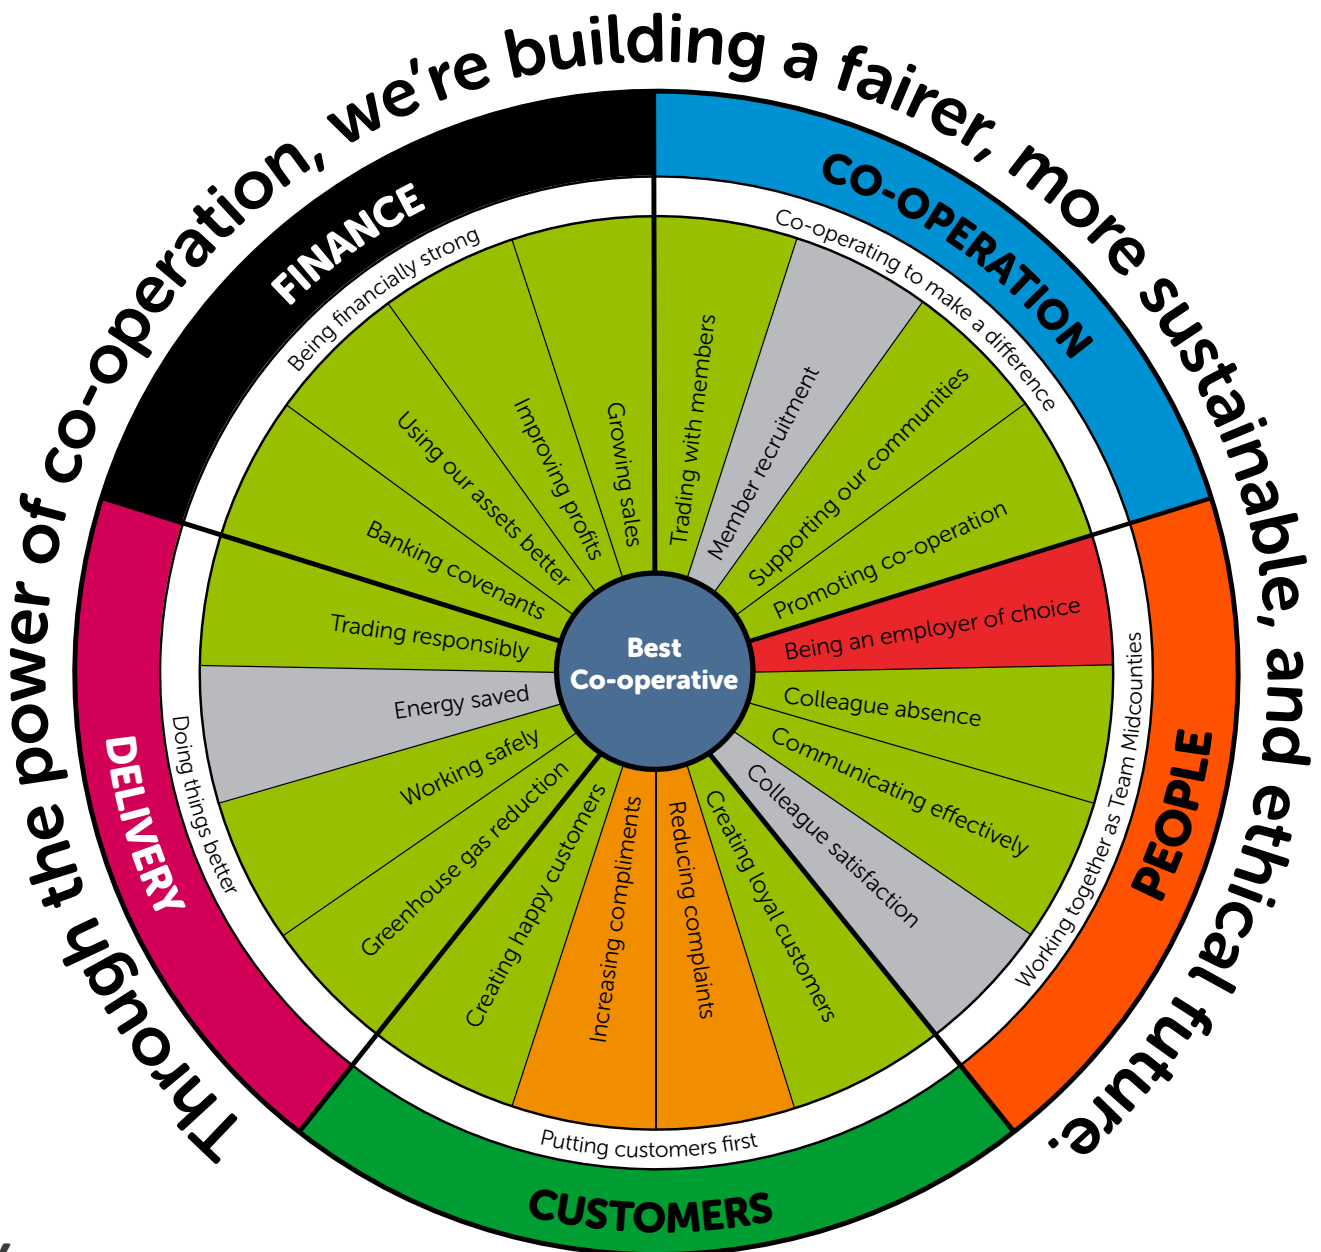 Through the power of co-operation, we're building a fairer, more sustainable, and ethical future.
CO-OPERATION
Co-operating to make a difference
Trading with members
Member recruitment
Supporting our communities
Promoting co-operation
PEOPLE
Working together as Team Midcounties
Being an employer of choice
Colleague absence
Communicating effectively
Colleague satisfaction
CUSTOMERS
Putting customers first
Creating loyal customers
Reducing complaints
Increasing compliments
Creating happy customers
DELIVERY
Doing things better
Greenhouse gas reduction
Working safely
Energy saved
Trading responsibly
FINANCE
Being financially strong
Banking covenants
Using our assets better
Improving profits
Growing sales
Best
Co-operative